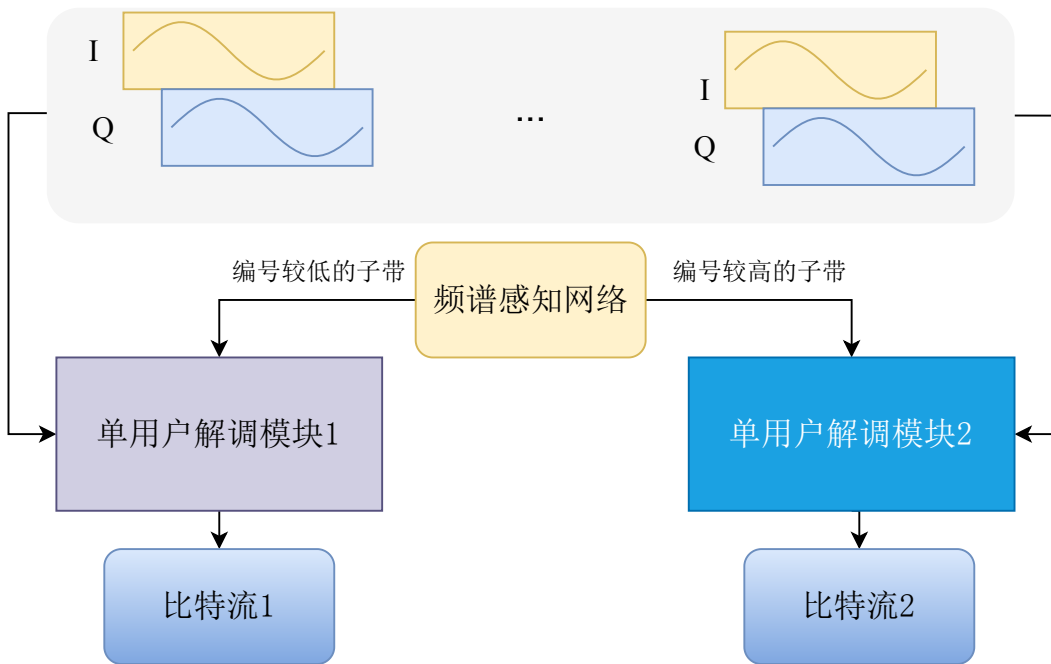 I
Q
...
I
Q
编号较低的子带
频谱感知网络
编号较高的子带
单用户解调模块1
单用户解调模块2
比特流1
比特流2